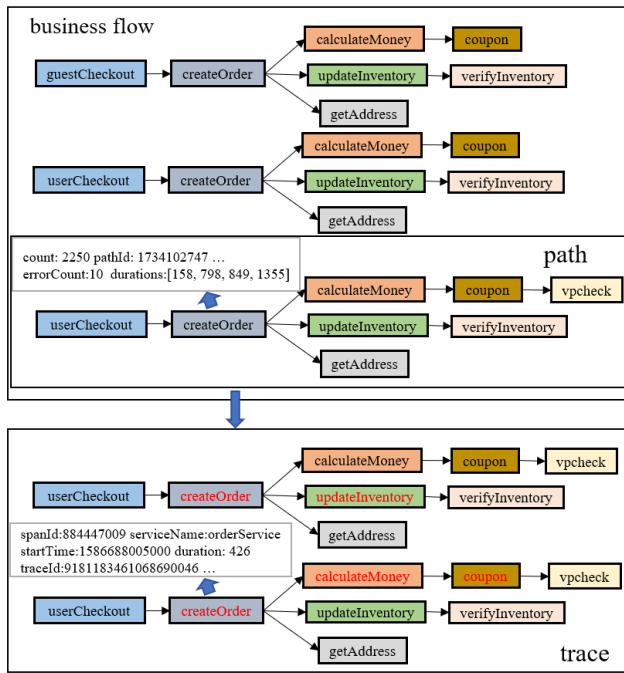 business flow
calculateMoney coupon
guestCheckout createOrder updateInventory verifyInventory
getAddress
calculateMoney coupon
userCheckout createOrder updateInventory verifyInventory
getAddress
path
count: 2250 pathId: 1734102747 …
errorCount:10 durations:[158, 798, 849, 1355]
calculateMoney coupon vpcheck
userCheckout createOrder updateInventory verifyInventory
getAddress
calculateMoney coupon vpcheck
userCheckout createOrder updateInventory verifyInventory
getAddress
spanId:884447009 serviceName:orderService
startTime:1586688005000 duration: 426
traceId:9181183461068690046 …
calculateMoney coupon vpcheck
userCheckout createOrder updateInventory verifyInventory
getAddress
trace